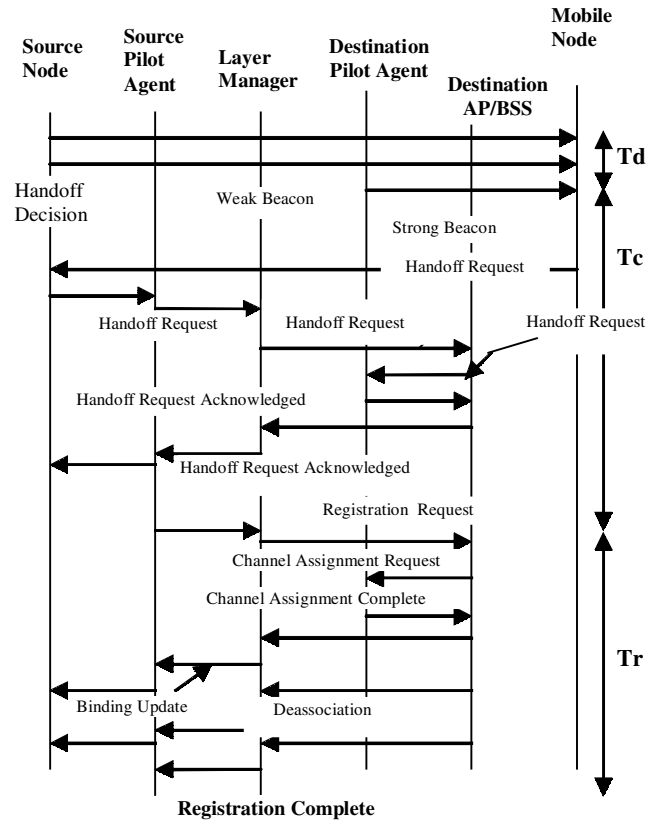 Source
Node
Source
Pilot
Agent
Layer
Manager
Destination
Pilot Agent
Destination
AP/BSS
Mobile
Node
Td
Handoff
Decision
Weak Beacon
Strong Beacon
Tc
Handoff Request
Handoff Request
Handoff Request
Handoff Request
Handoff Request Acknowledged
Handoff Request Acknowledged
Registration Request
Channel Assignment Request
Channel Assignment Complete
Tr
Binding Update
Deassociation
Registration Complete